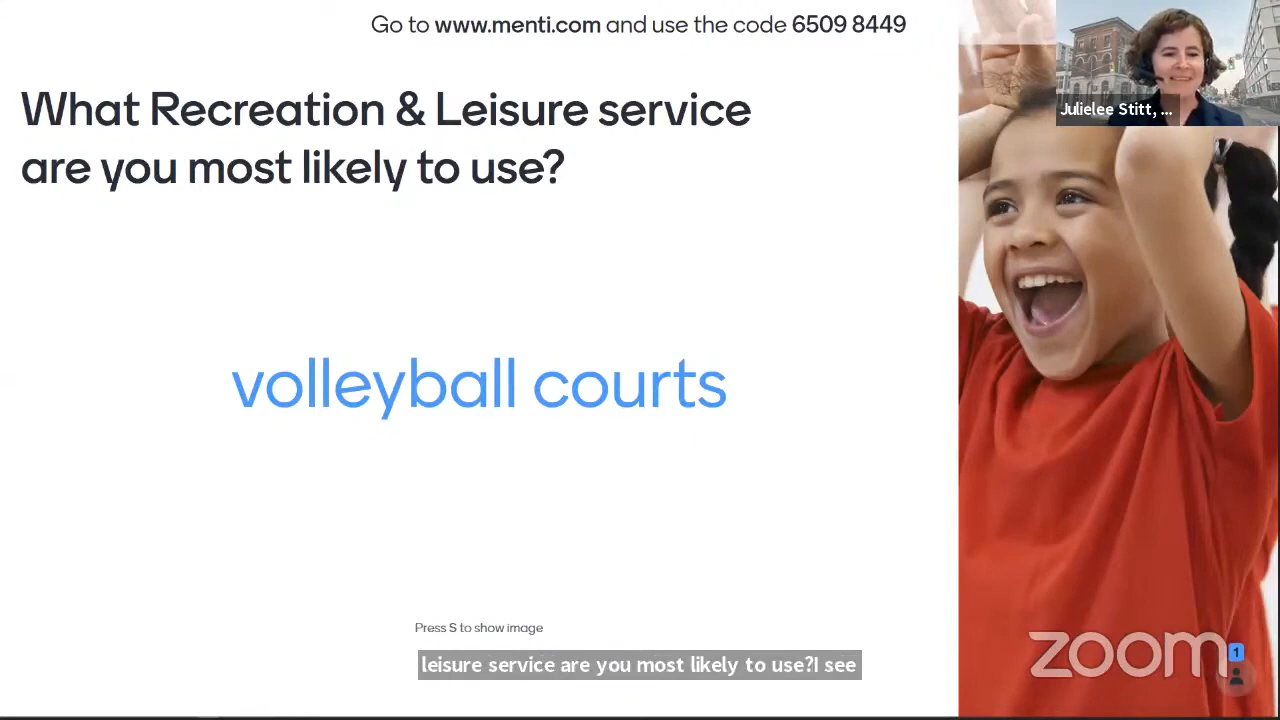 Go to www.menti.com and use the code 6509 8449
Julielee Stitt, ...
What Recreation & Leisure service
are you most likely to use?
volleyball courts
Press S to show image
zoom
1
leisure service are you most likely to use?I see